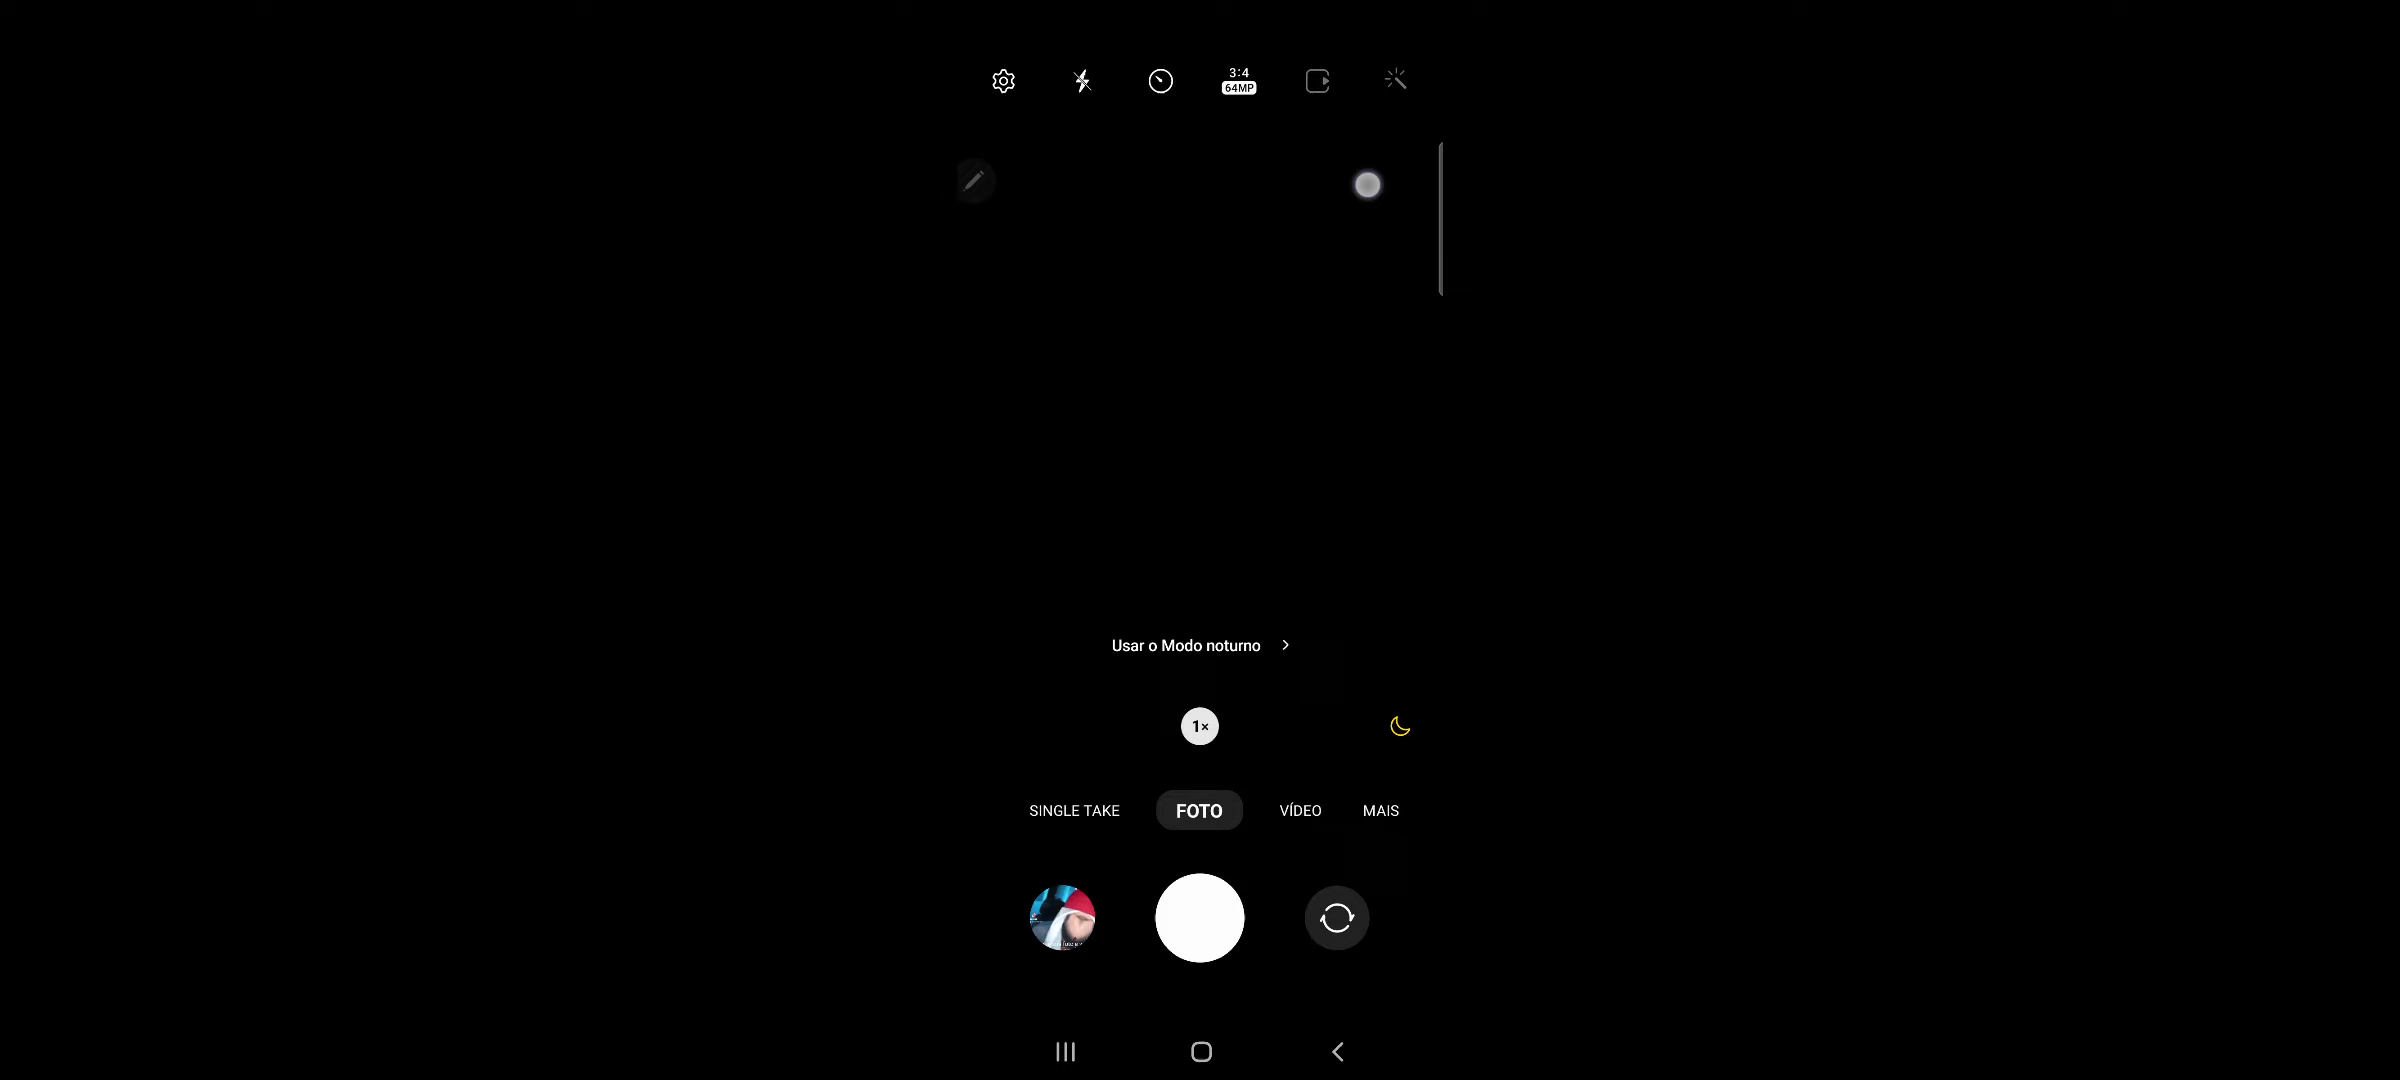 3:4
64MP
Usar o Modo noturno
1×
SINGLE TAKE
FOTO
VÍDEO
MAIS